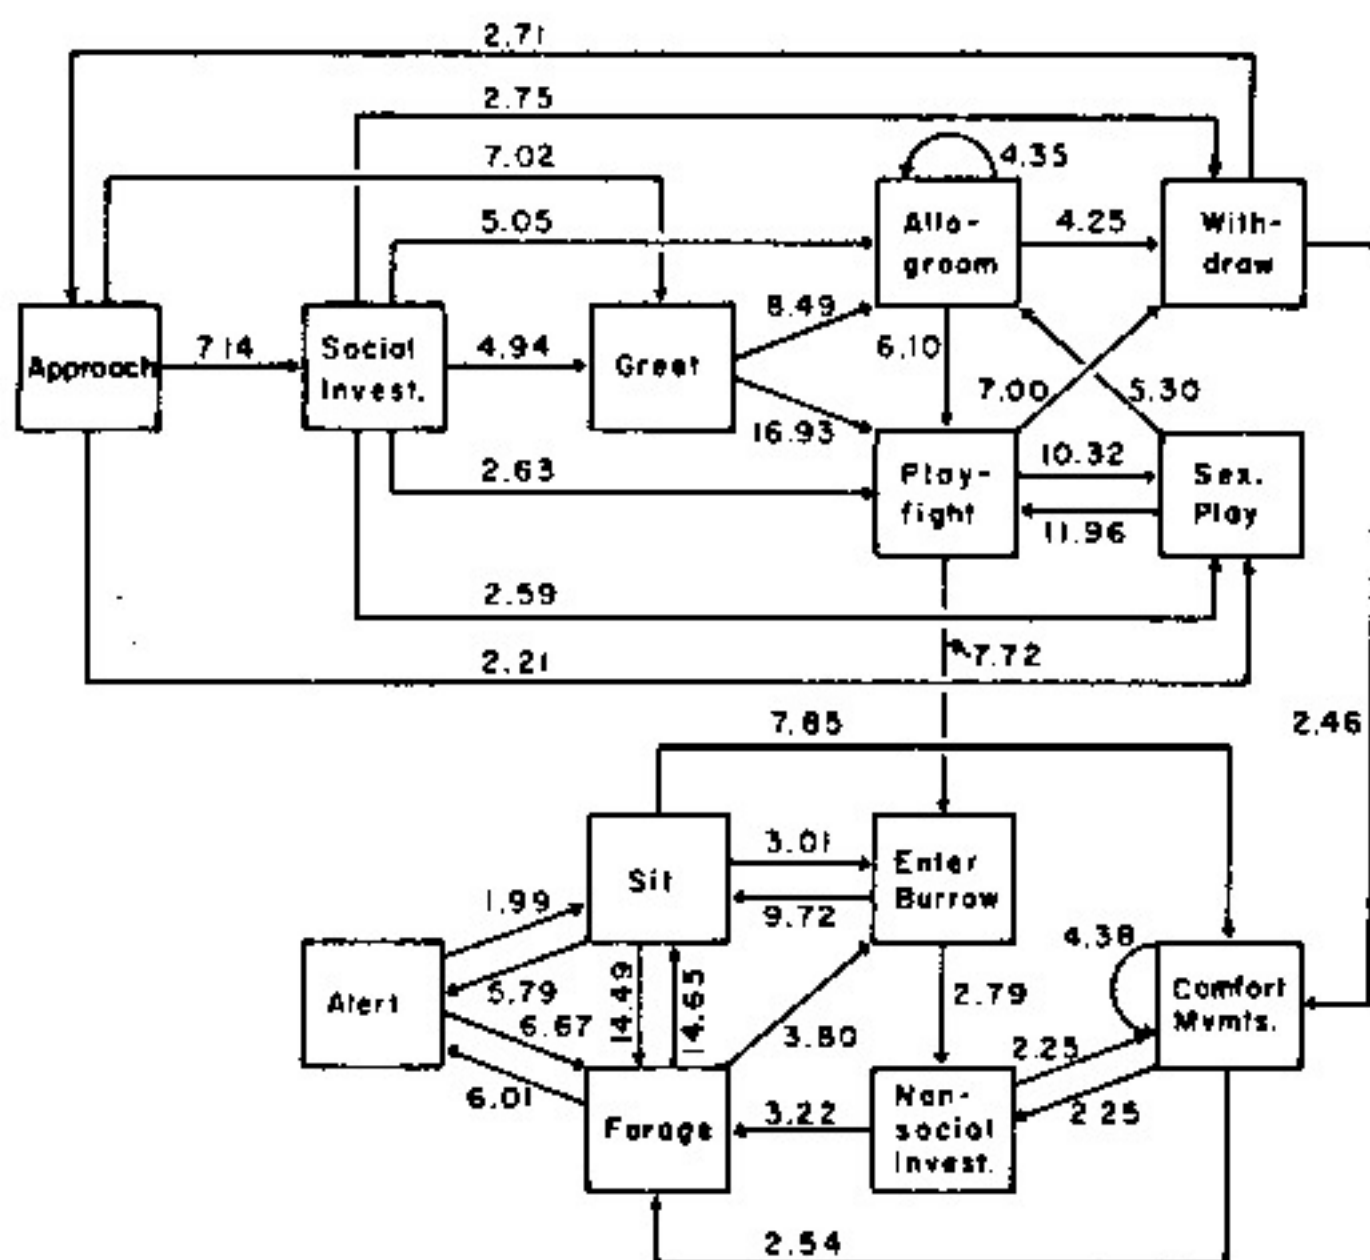 2.71
2.75
7.02
4.35
5.05
Allo-
groom
4.25
With-
draw
Approach
7.14
Social
Invest.
4.94
Greet
8.49
6.10
7.00
5.30
16.93
2.63
Play-
fight
10.32
11.96
Sex.
Play
2.59
7.72
2.21
7.85
2.46
Sit
3.01
9.72
Enter
Burrow
1.99
4.38
Alert
5.79
6.67
14.49
14.65
3.80
2.79
Comfort
Mvmts.
2.25
2.25
6.01
Forage
3.22
Non-
social
Invest.
2.54